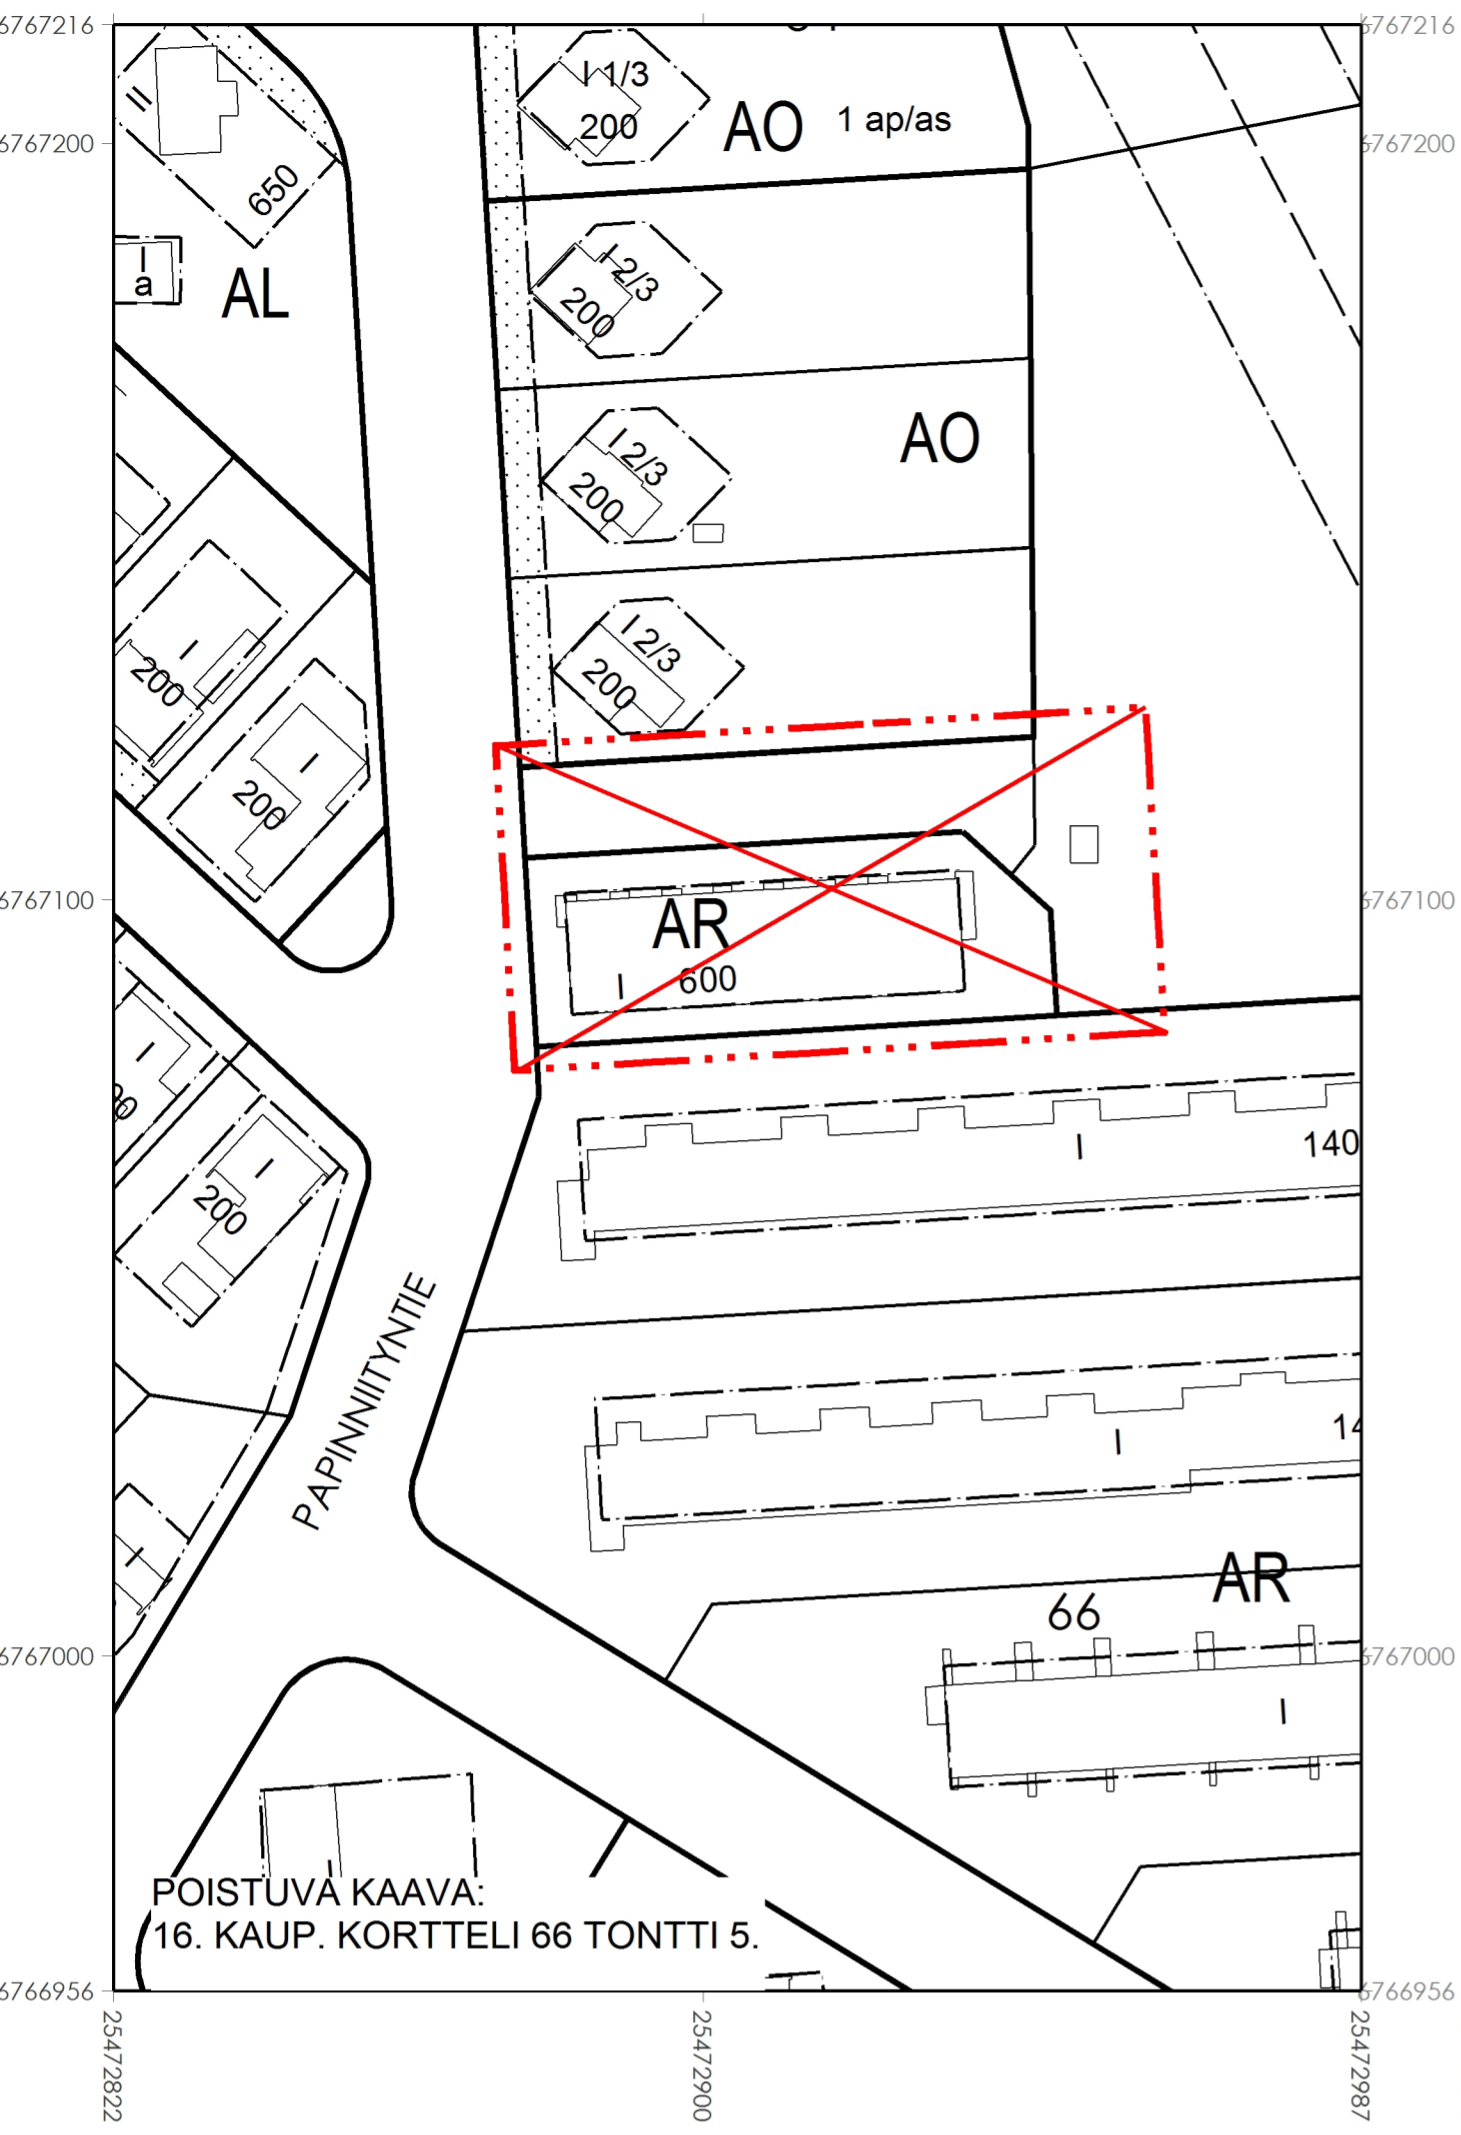 6767216
6767216
I 1/3
200
AO
1 ap/as
II
650
6767200
6767200
I
a
AL
I 2/3
200
I 2/3
200
AO
I 2/3
200
I
200
I
200
6767100
6767100
AR
I
600
I
I
140
I
200
PAPINNIITYNTIE
I
14
I
AR
66
6767000
6767000
I
I
POISTUVA KAAVA:
16. KAUP. KORTTELI 66 TONTTI 5.
6766956
6766956
25472822
25472900
25472987